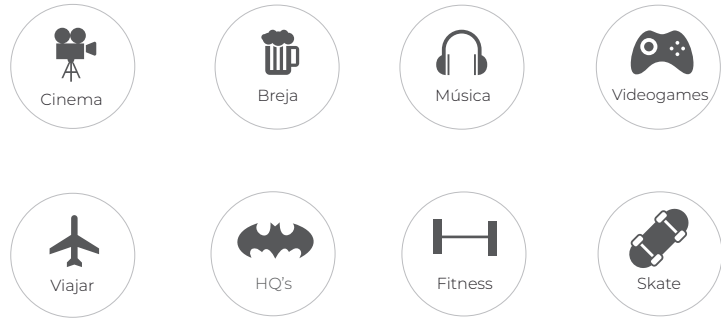 Cinema
Breja
Música
Videogames
Viajar
HQ's
Fitness
Skate